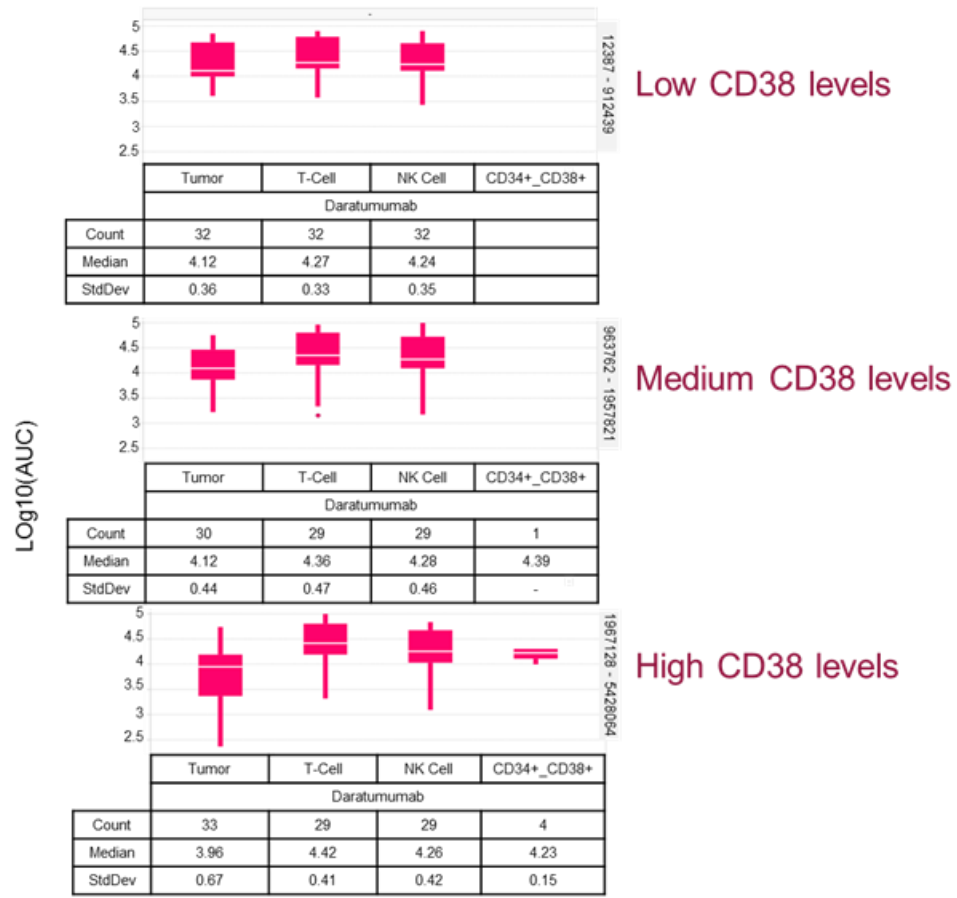 -
5
4.5
4
3.5
3
2.5
12387 - 912439
Low CD38 levels
Tumor T-Cell NK Cell CD34+_CD38+
Daratumumab
Count 32 32 32
Median 4.12 4.27 4.24
StdDev 0.36 0.33 0.35
5
4.5
4
3.5
3
2.5
963762 - 1957821
Medium CD38 levels
LOg10(AUC)
Tumor T-Cell NK Cell CD34+_CD38+
Daratumumab
Count 30 29 29 1
Median 4.12 4.36 4.28 4.39
StdDev 0.44 0.47 0.46 -
5
4.5
4
3.5
3
2.5
1967128 - 5428064
High CD38 levels
Tumor T-Cell NK Cell CD34+_CD38+
Daratumumab
Count 33 29 29 4
Median 3.96 4.42 4.26 4.23
StdDev 0.67 0.41 0.42 0.15